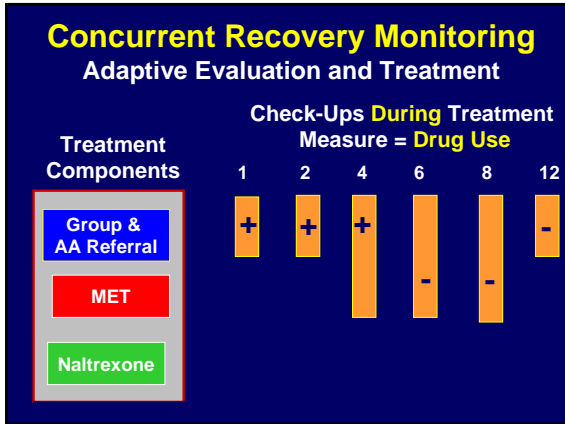 Concurrent Recovery Monitoring
Adaptive Evaluation and Treatment
Check-Ups During Treatment
Measure = Drug Use
Treatment
Components
1 2 4 6 8 12
Group &
AA Referral
+ + + - - -
MET
Naltrexone